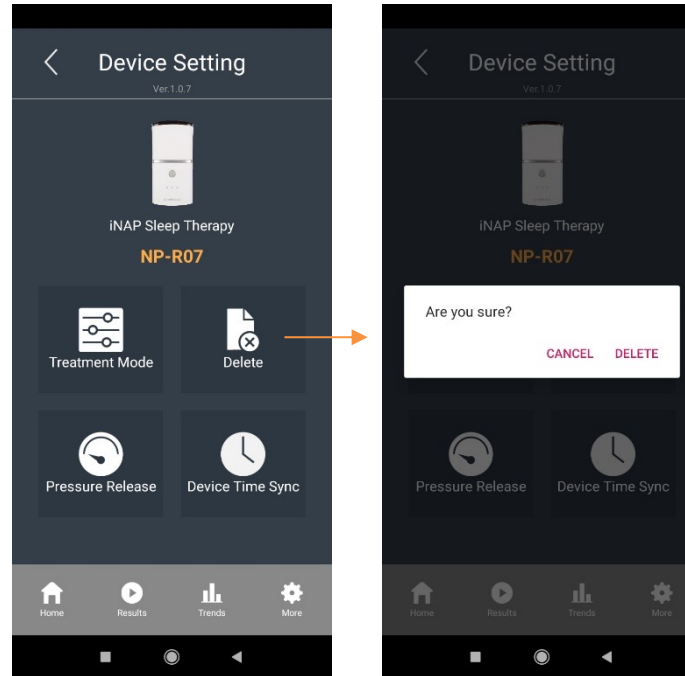 Device Setting
Ver.1.0.7
iNAP Sleep Therapy
NP-R07
Treatment Mode
Delete
Pressure Release
Device Time Sync
Home
Results
Trends
More
Device Setting
Ver.1.0.7
iNAP Sleep Therapy
NP-R07
Are you sure?
CANCEL
DELETE
Pressure Release
Device Time Sync
Home
Results
Trends
More